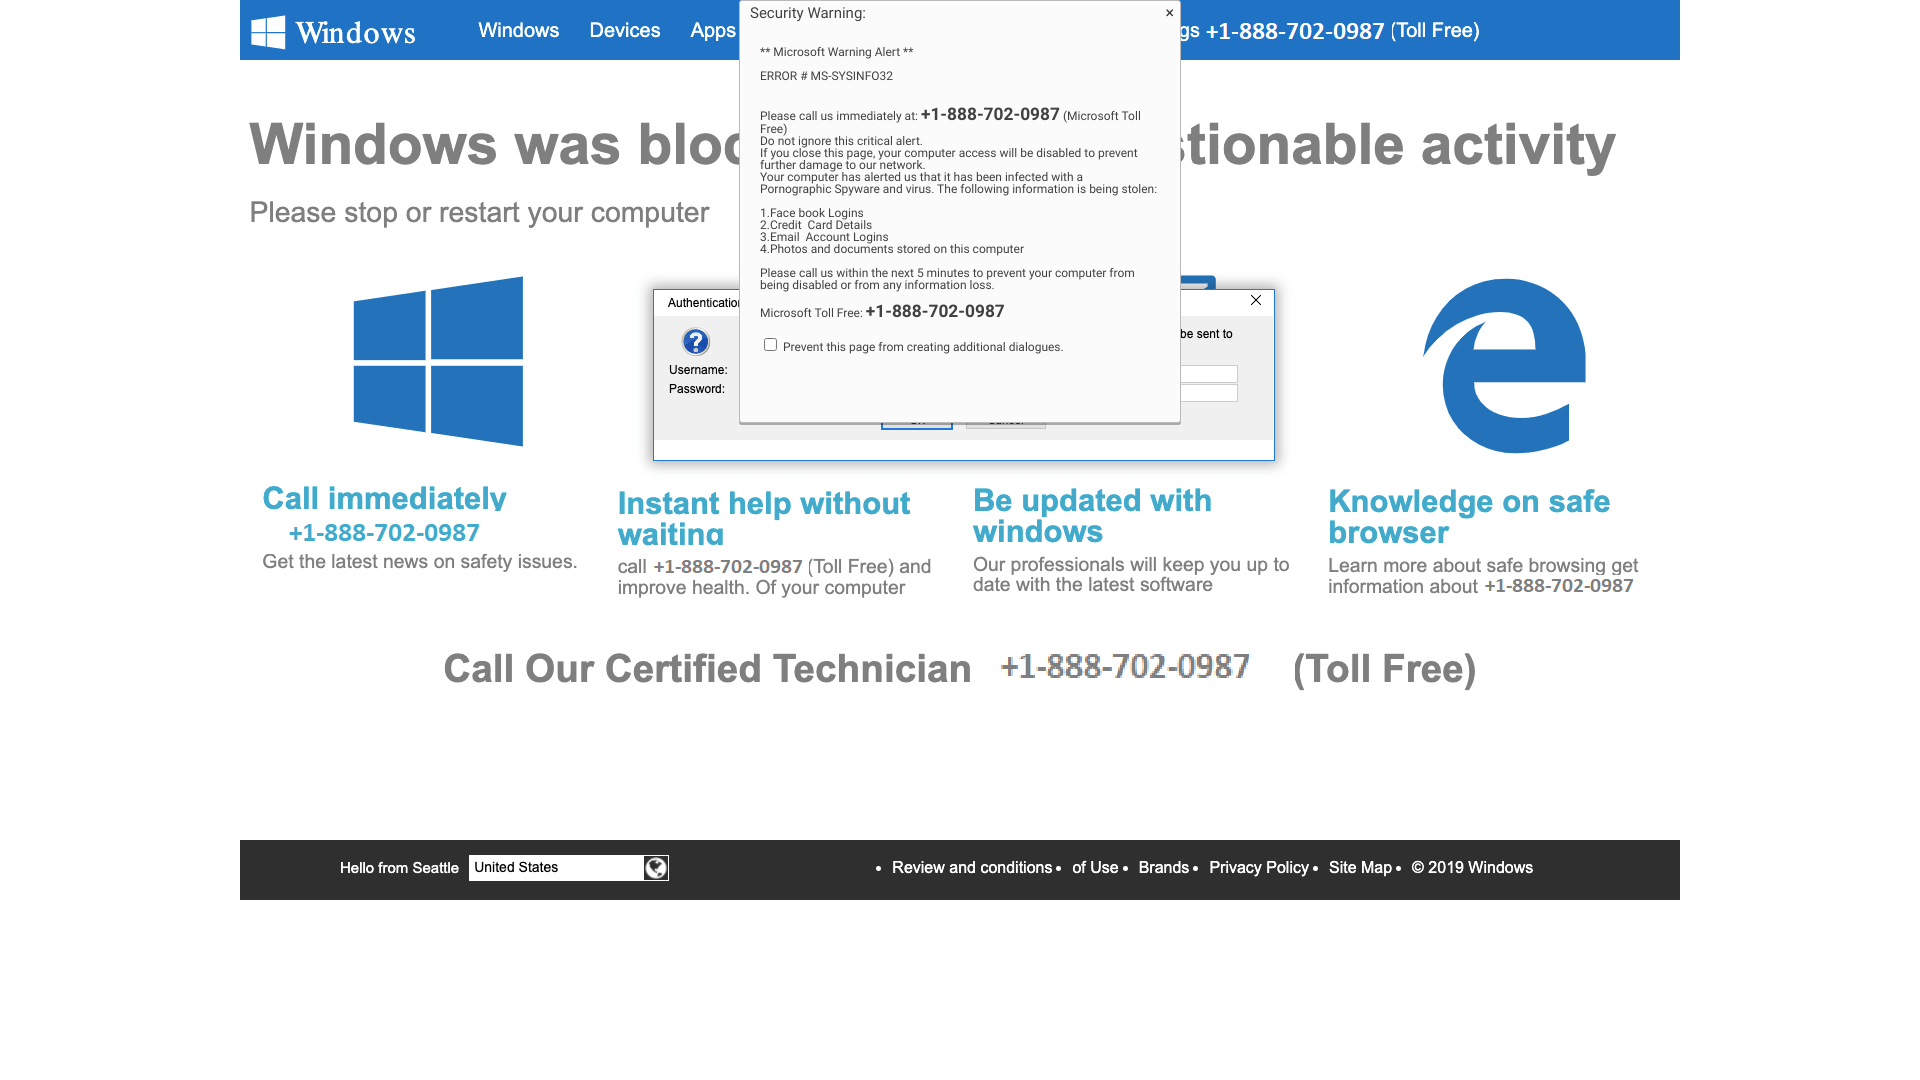 Windows
Windows Devices Apps
gs +1-888-702-0987 (Toll Free)
Security Warning:
×
** Microsoft Warning Alert **
ERROR # MS-SYSINFO32
Please call us immediately at: +1-888-702-0987 (Microsoft Toll
Free)
Do not ignore this critical alert.
If you close this page, your computer access will be disabled to prevent
further damage to our network.
Your computer has alerted us that it has been infected with a
Pornographic Spyware and virus. The following information is being stolen:
1.Face book Logins
2.Credit Card Details
3.Email Account Logins
4.Photos and documents stored on this computer
Please call us within the next 5 minutes to prevent your computer from
being disabled or from any information loss.
Microsoft Toll Free: +1-888-702-0987
Prevent this page from creating additional dialogues.
Windows was bloc
stionable activity
Please stop or restart your computer
Authentication
be sent to
Username:
Password:
Call immediately
+1-888-702-0987
Get the latest news on safety issues.
Instant help without
waiting
call +1-888-702-0987 (Toll Free) and
improve health. Of your computer
Be updated with
windows
Our professionals will keep you up to
date with the latest software
Knowledge on safe
browser
Learn more about safe browsing get
information about +1-888-702-0987
Call Our Certified Technician +1-888-702-0987 (Toll Free)
Hello from Seattle United States
• Review and conditions • of Use • Brands • Privacy Policy • Site Map • © 2019 Windows